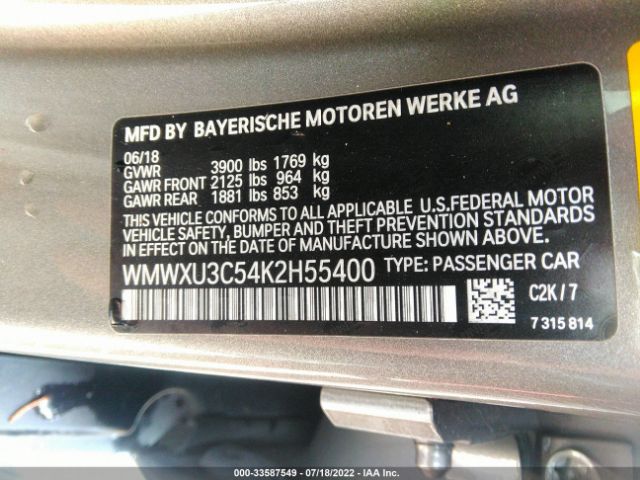 MFD BY BAYERISCHE MOTOREN WERKE AG
06/18
GVWR 3900 lbs 1769 kg
GAWR FRONT 2125 lbs 964 kg
GAWR REAR 1881 lbs 853 kg
THIS VEHICLE CONFORMS TO ALL APPLICABLE U.S.FEDERAL MOTOR
VEHICLE SAFETY, BUMPER AND THEFT PREVENTION STANDARDS
IN EFFECT ON THE DATE OF MANUFACTURE SHOWN ABOVE.
WMWXU3C54K2H55400 TYPE: PASSENGER CAR
C2K / 7
7 315 814
000-33587549 - 07/18/2022 - IAA Inc.